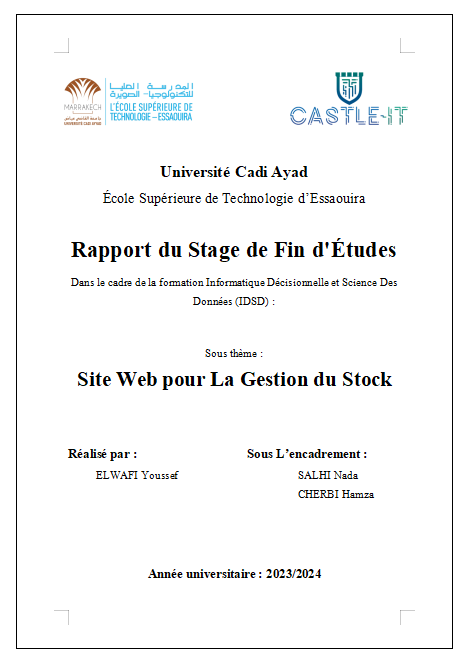 المدرسة العليا
للتكنولوجيا - الصويرة
MARRAKECH
UNIVERSITÉ CADI AYYAD
L'ÉCOLE SUPÉRIEURE DE
TECHNOLOGIE – ESSAOUIRA
CASTLE-IT
Université Cadi Ayad
École Supérieure de Technologie d'Essaouira
Rapport du Stage de Fin d'Études
Dans le cadre de la formation Informatique Décisionnelle et Science Des
Données (IDSD) :
Sous thème :
Site Web pour La Gestion du Stock
Réalisé par : Sous L'encadrement :
ELWAFI Youssef SALHI Nada
CHERBI Hamza
Année universitaire : 2023/2024